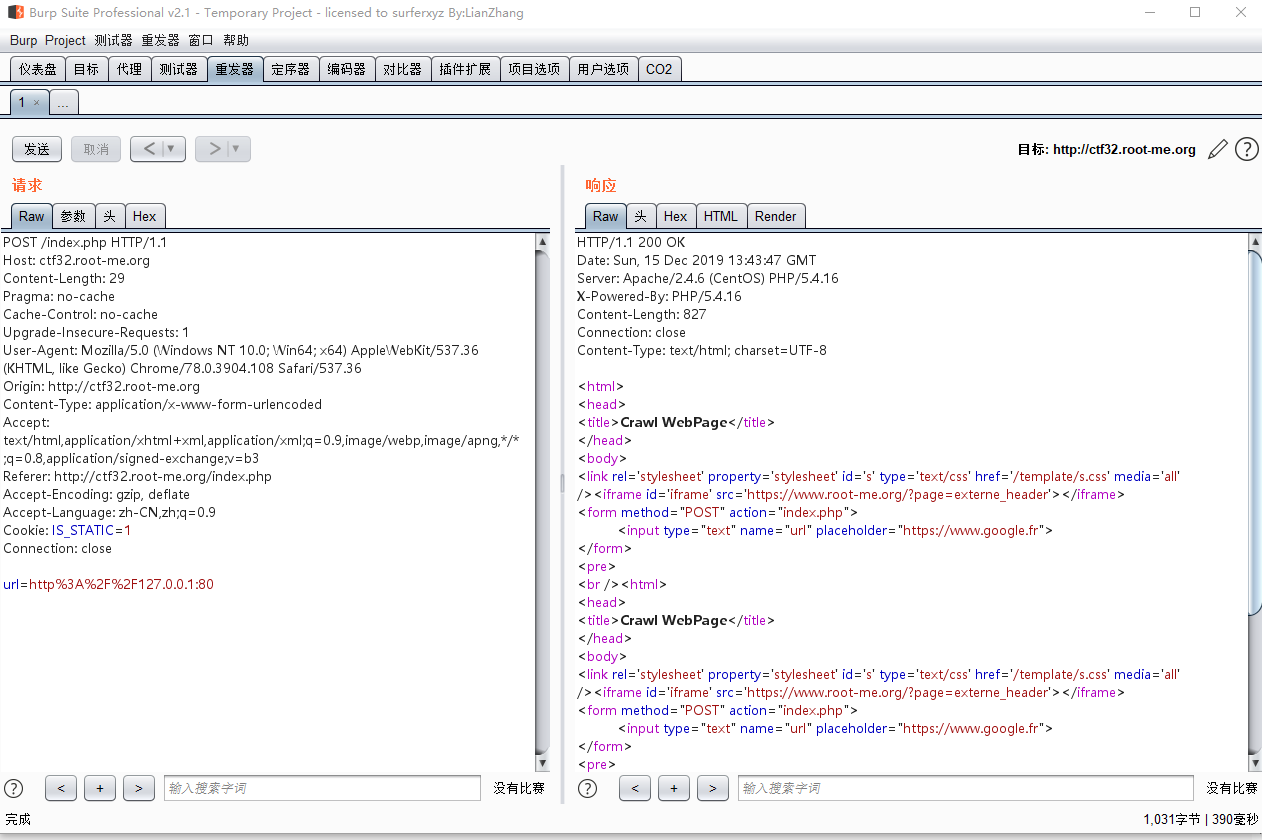 Burp Suite Professional v2.1 - Temporary Project - licensed to surferxyz By:LianZhang
Burp Project 测试器 重发器 窗口 帮助
仪表盘 目标 代理 测试器 重发器 定序器 编码器 对比器 插件扩展 项目选项 用户选项 CO2
1 × ...
发送 取消 < | ▼ > | ▼ 目标: http://ctf32.root-me.org ?
请求
Raw 参数 头 Hex
POST /index.php HTTP/1.1
Host: ctf32.root-me.org
Content-Length: 29
Pragma: no-cache
Cache-Control: no-cache
Upgrade-Insecure-Requests: 1
User-Agent: Mozilla/5.0 (Windows NT 10.0; Win64; x64) AppleWebKit/537.36
(KHTML, like Gecko) Chrome/78.0.3904.108 Safari/537.36
Origin: http://ctf32.root-me.org
Content-Type: application/x-www-form-urlencoded
Accept:
text/html,application/xhtml+xml,application/xml;q=0.9,image/webp,image/apng,*/*
;q=0.8,application/signed-exchange;v=b3
Referer: http://ctf32.root-me.org/index.php
Accept-Encoding: gzip, deflate
Accept-Language: zh-CN,zh;q=0.9
Cookie: IS_STATIC=1
Connection: close
url=http%3A%2F%2F127.0.0.1:80
? < + > 输入搜索字词 没有比赛
响应
Raw 头 Hex HTML Render
HTTP/1.1 200 OK
Date: Sun, 15 Dec 2019 13:43:47 GMT
Server: Apache/2.4.6 (CentOS) PHP/5.4.16
X-Powered-By: PHP/5.4.16
Content-Length: 827
Connection: close
Content-Type: text/html; charset=UTF-8
<html>
<head>
<title>Crawl WebPage</title>
</head>
<body>
<link rel='stylesheet' property='stylesheet' id='s' type='text/css' href='/template/s.css' media='all'
/><iframe id='iframe' src='https://www.root-me.org/?page=externe_header'></iframe>
<form method="POST" action="index.php">
<input type="text" name="url" placeholder="https://www.google.fr">
</form>
<pre>
<br /><html>
<head>
<title>Crawl WebPage</title>
</head>
<body>
<link rel='stylesheet' property='stylesheet' id='s' type='text/css' href='/template/s.css' media='all'
/><iframe id='iframe' src='https://www.root-me.org/?page=externe_header'></iframe>
<form method="POST" action="index.php">
<input type="text" name="url" placeholder="https://www.google.fr">
</form>
<pre>
? < + > 输入搜索字词 没有比赛
完成 1,031字节 | 390毫秒